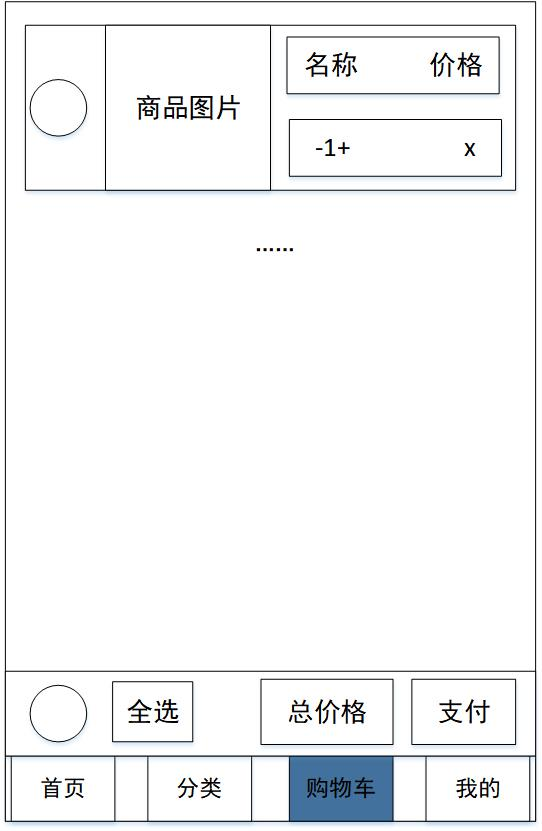 名称 价格
商品图片
-1+ x
......
全选 总价格 支付
首页 分类 购物车 我的